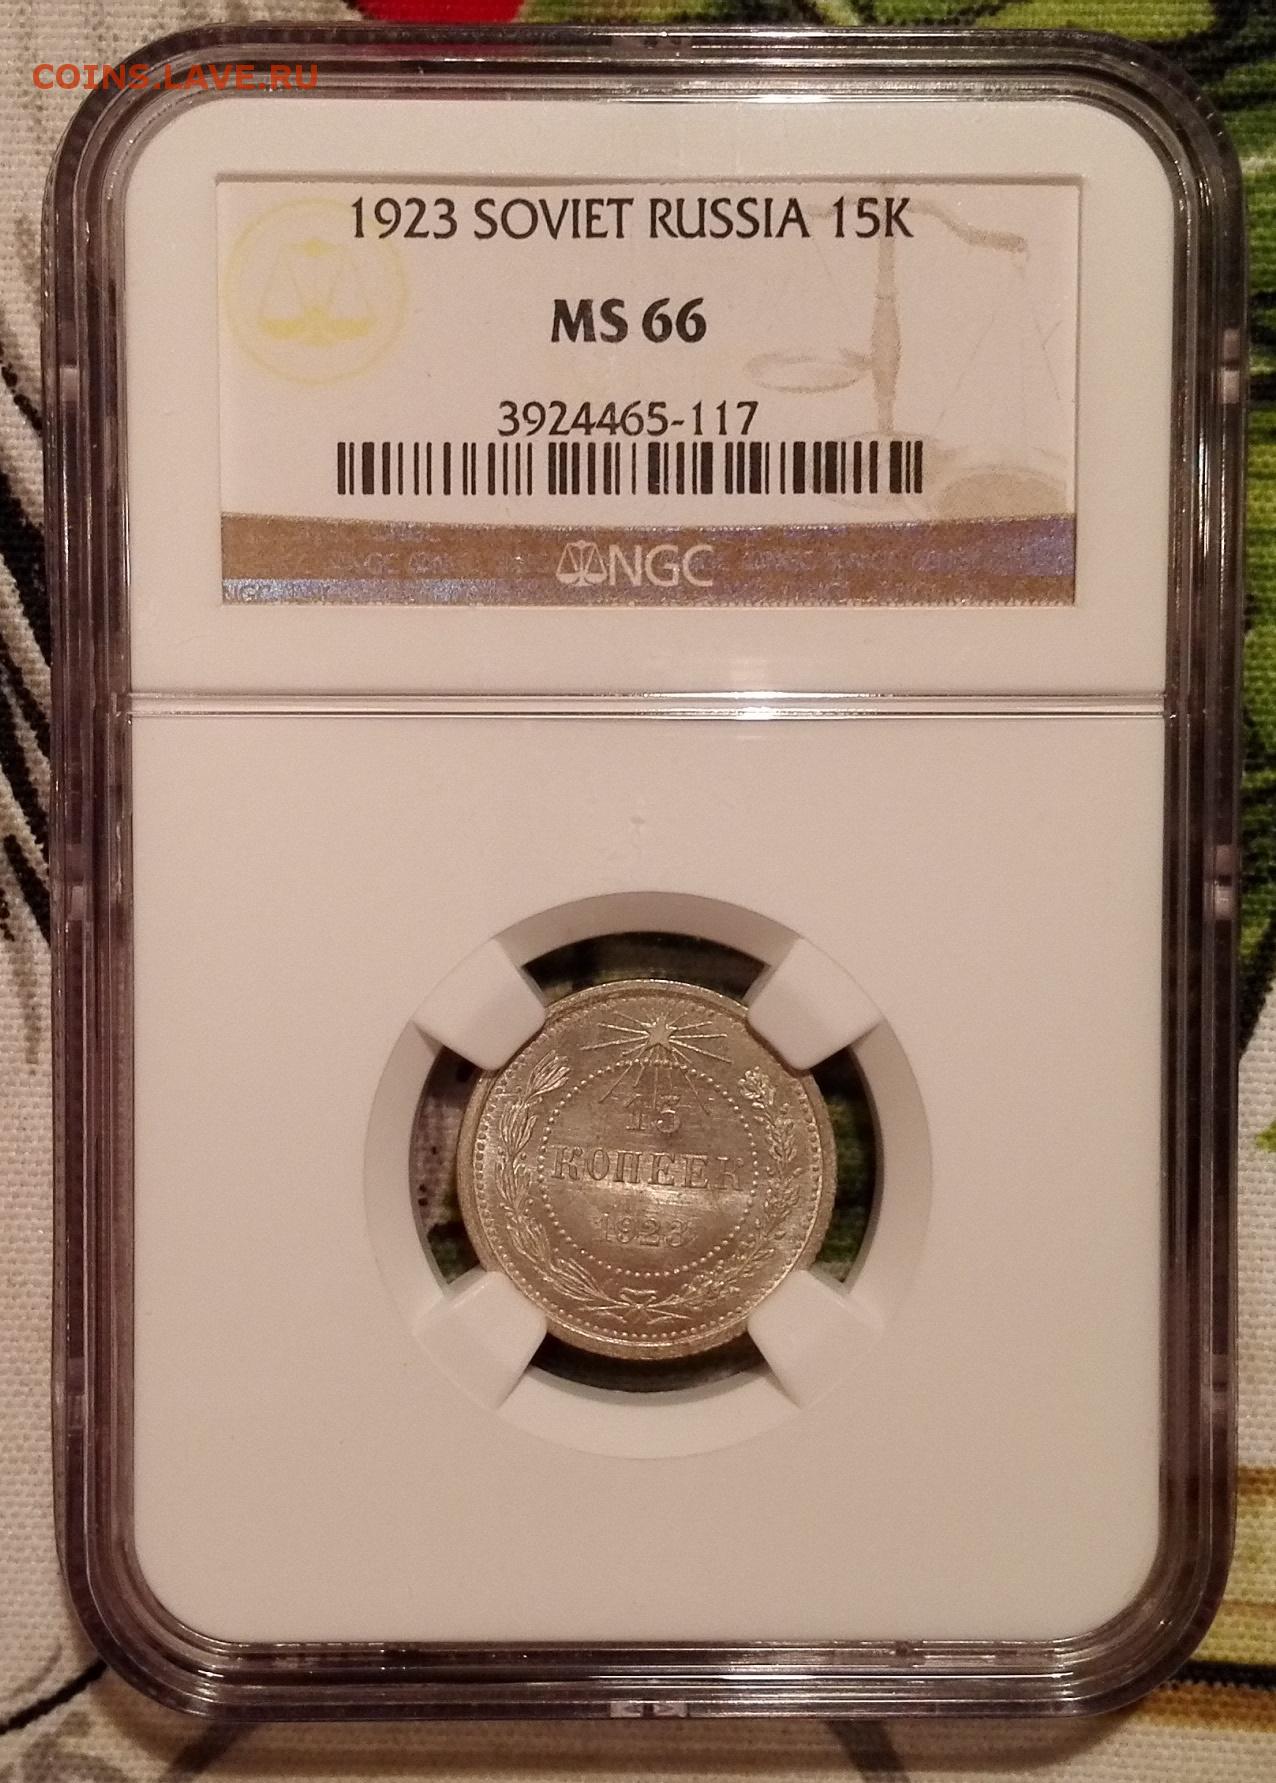 COINS.LAVE.RU
1923 SOVIET RUSSIA 15K
MS 66
3924465-117
NGC
15
КОПЕЕК
1923